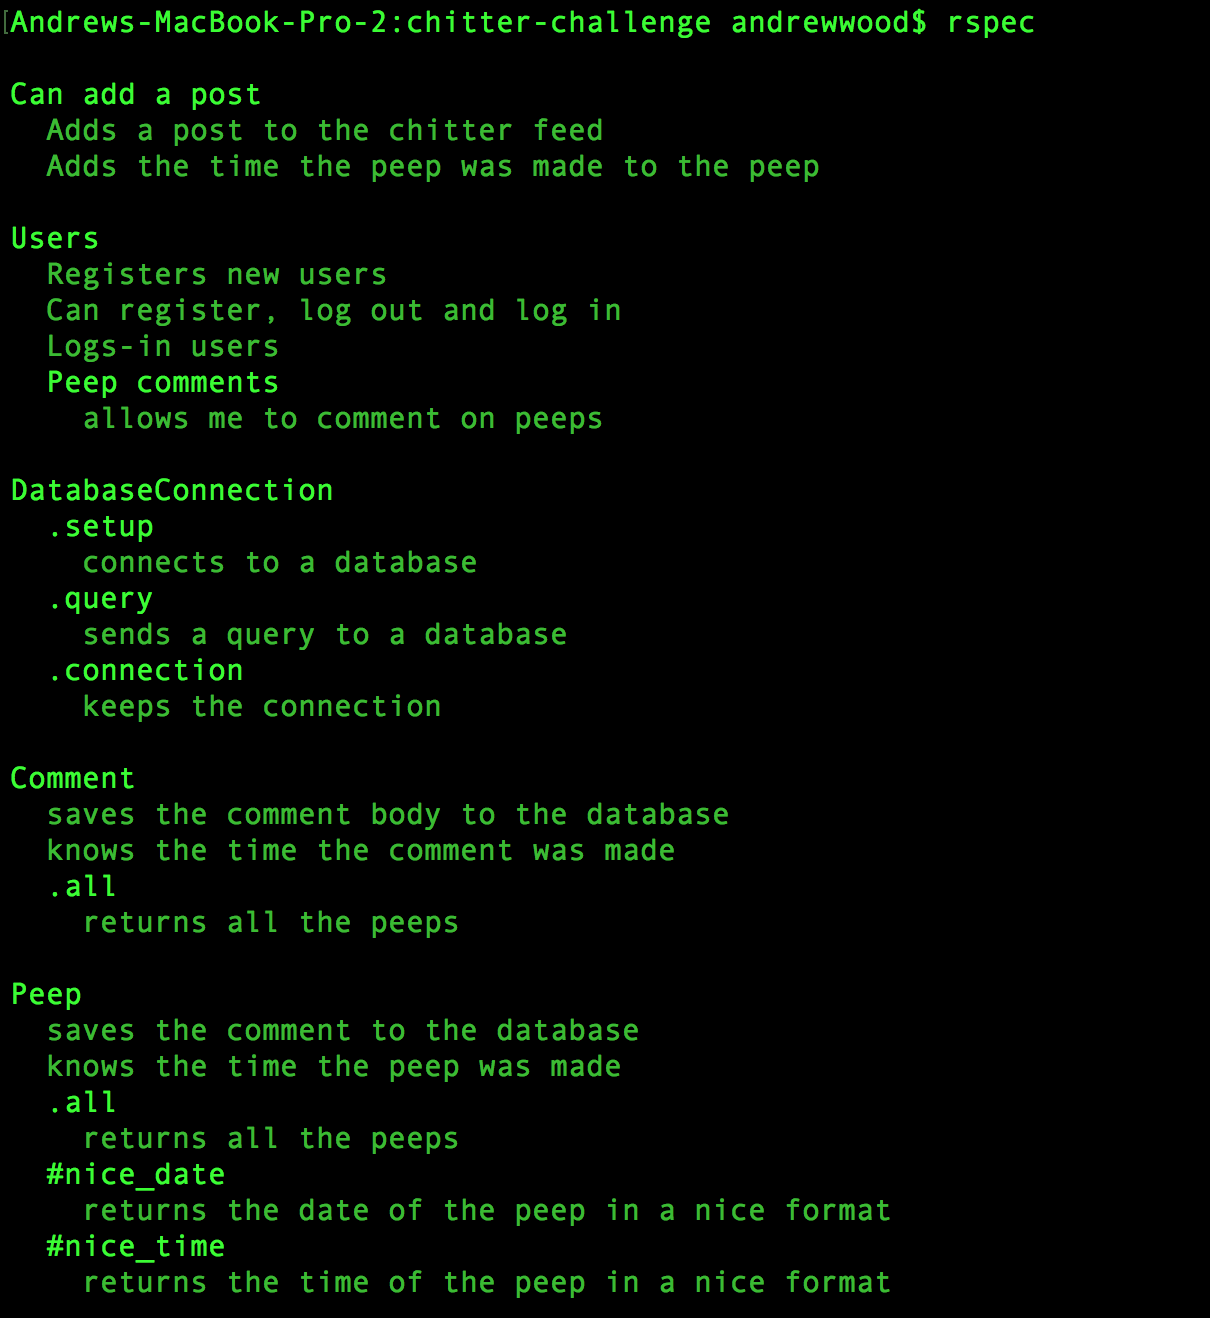 [Andrews-MacBook-Pro-2:chitter-challenge andrewwood$ rspec
Can add a post
Adds a post to the chitter feed
Adds the time the peep was made to the peep
Users
Registers new users
Can register, log out and log in
Logs-in users
Peep comments
allows me to comment on peeps
DatabaseConnection
.setup
connects to a database
.query
sends a query to a database
.connection
keeps the connection
Comment
saves the comment body to the database
knows the time the comment was made
.all
returns all the peeps
Peep
saves the comment to the database
knows the time the peep was made
.all
returns all the peeps
#nice_date
returns the date of the peep in a nice format
#nice_time
returns the time of the peep in a nice format